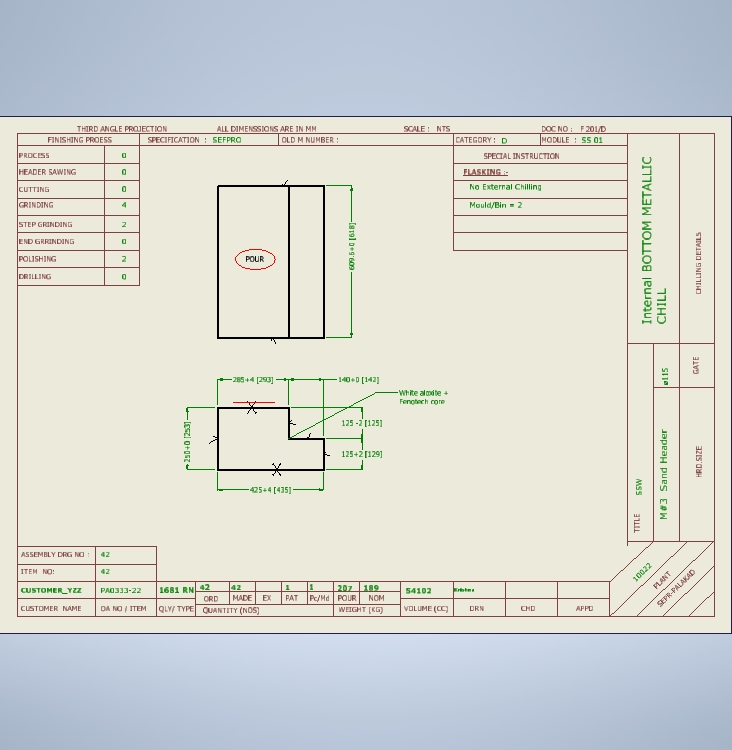 THIRD ANGLE PROJECTION ALL DIMENSSIONS ARE IN MM SCALE : NTS DOC NO : F 201/D
FINISHING PROESS SPECIFICATION : SEFPRO OLD M NUMBER : CATEGORY : D MODULE : SS 01
PROCESS 0
HEADER SAWING 0
CUTTING 0
GRINDING 4
STEP GRINDING 2
END GRRINDING 0
POLISHING 2
DRILLING 0
SPECIAL INSTRUCTION
FLASKING :-
No External Chilling
Mould/Bin = 2
Internal BOTTOM METALLIC
CHILL
CHILLING DETAILS
POUR
609.6+0 [618]
285+4 [293] 140+0 [142]
White aloxite +
Fenotech core
250+0 [253]
125 -2 [125]
125+2 [129]
425+4 [435]
ø115
GATE
TITLE SSW
M#3 Sand Header
HRD.SIZE
10022
PLANT
SEPR-PALAKAD
ASSEMBLY DRG NO : 42
ITEM NO: 42
CUSTOMER_YZZ PA0333-22 1681 RN 42 42 1 1 207 189 54102
ORD MADE EX PAT Pc/Md POUR NOM
CUSTOMER NAME OA NO / ITEM QLY/ TYPE QUANTITY (NOS) WEIGHT (KG) VOLUME (CC) DRN CHD APPD